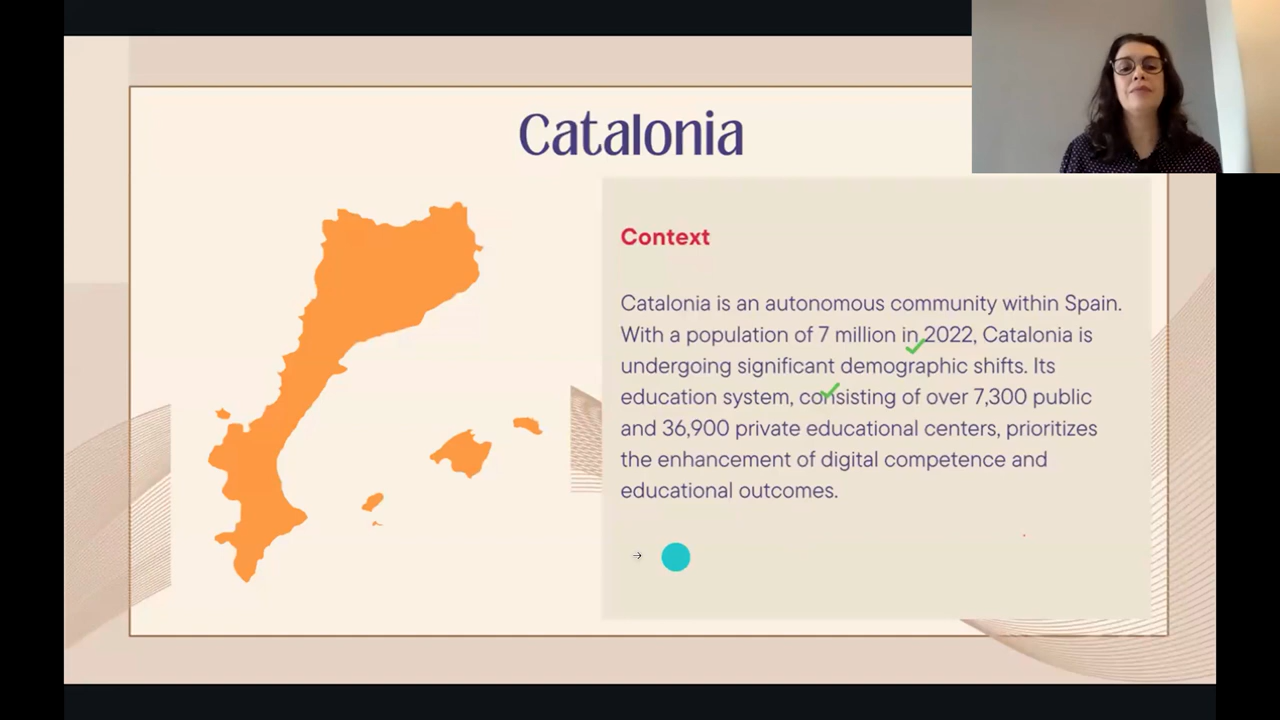 Catalonia
Context
Catalonia is an autonomous community within Spain.
With a population of 7 million in 2022, Catalonia is
undergoing significant demographic shifts. Its
education system, consisting of over 7,300 public
and 36,900 private educational centers, prioritizes
the enhancement of digital competence and
educational outcomes.